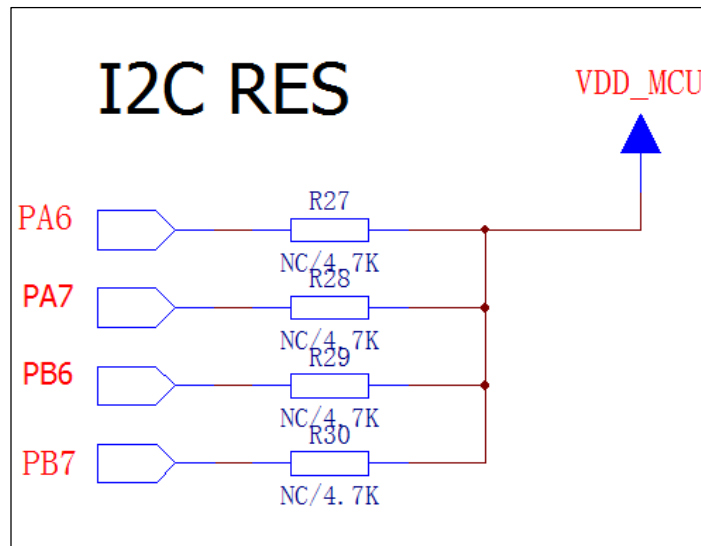 I2C RES
VDD_MCU
R27
PA6
NC/4.7K
R28
PA7
NC/4.7K
R29
PB6
NC/4.7K
R30
PB7
NC/4.7K